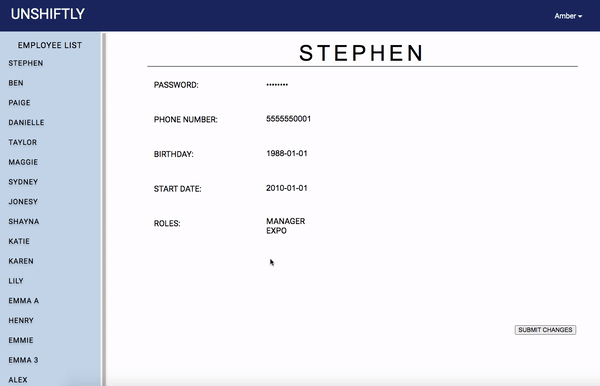 UNSHIFTLY
Amber
EMPLOYEE LIST
STEPHEN
BEN
PAIGE
DANIELLE
TAYLOR
MAGGIE
SYDNEY
JONESY
SHAYNA
KATIE
KAREN
LILY
EMMA A
HENRY
EMMIE
EMMA 3
ALEX
STEPHEN
PASSWORD: ••••••••
PHONE NUMBER: 5555550001
BIRTHDAY: 1988-01-01
START DATE: 2010-01-01
ROLES: MANAGER
EXPO
SUBMIT CHANGES